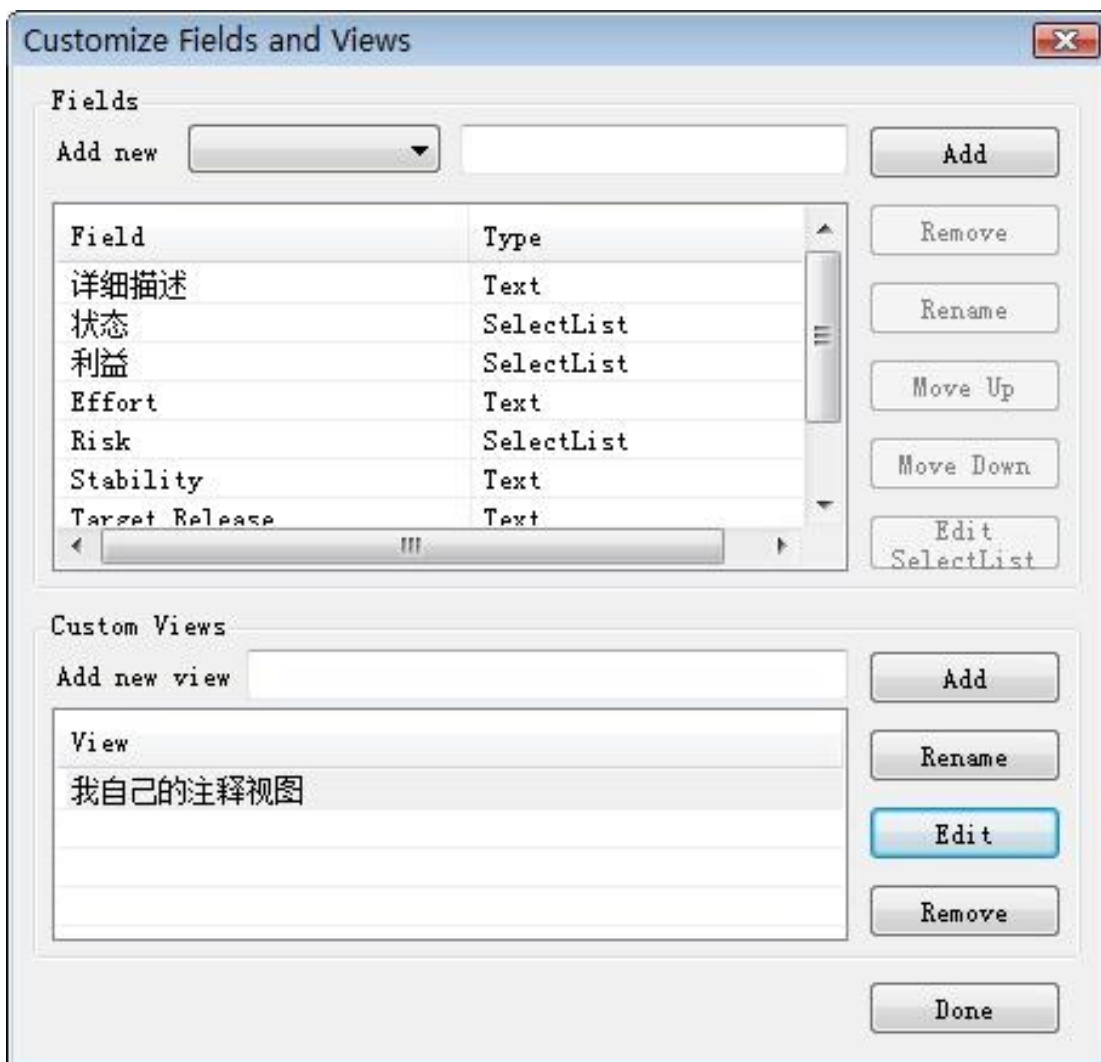 Customize Fields and Views
Fields
Add new
Add
Field Type
Remove
详细描述 Text
状态 SelectList
Rename
利益 SelectList
Effort Text
Move Up
Risk SelectList
Stability Text
Move Down
Target Release Text
Edit
SelectList
Custom Views
Add new view
Add
View
Rename
我自己的注释视图
Edit
Remove
Done